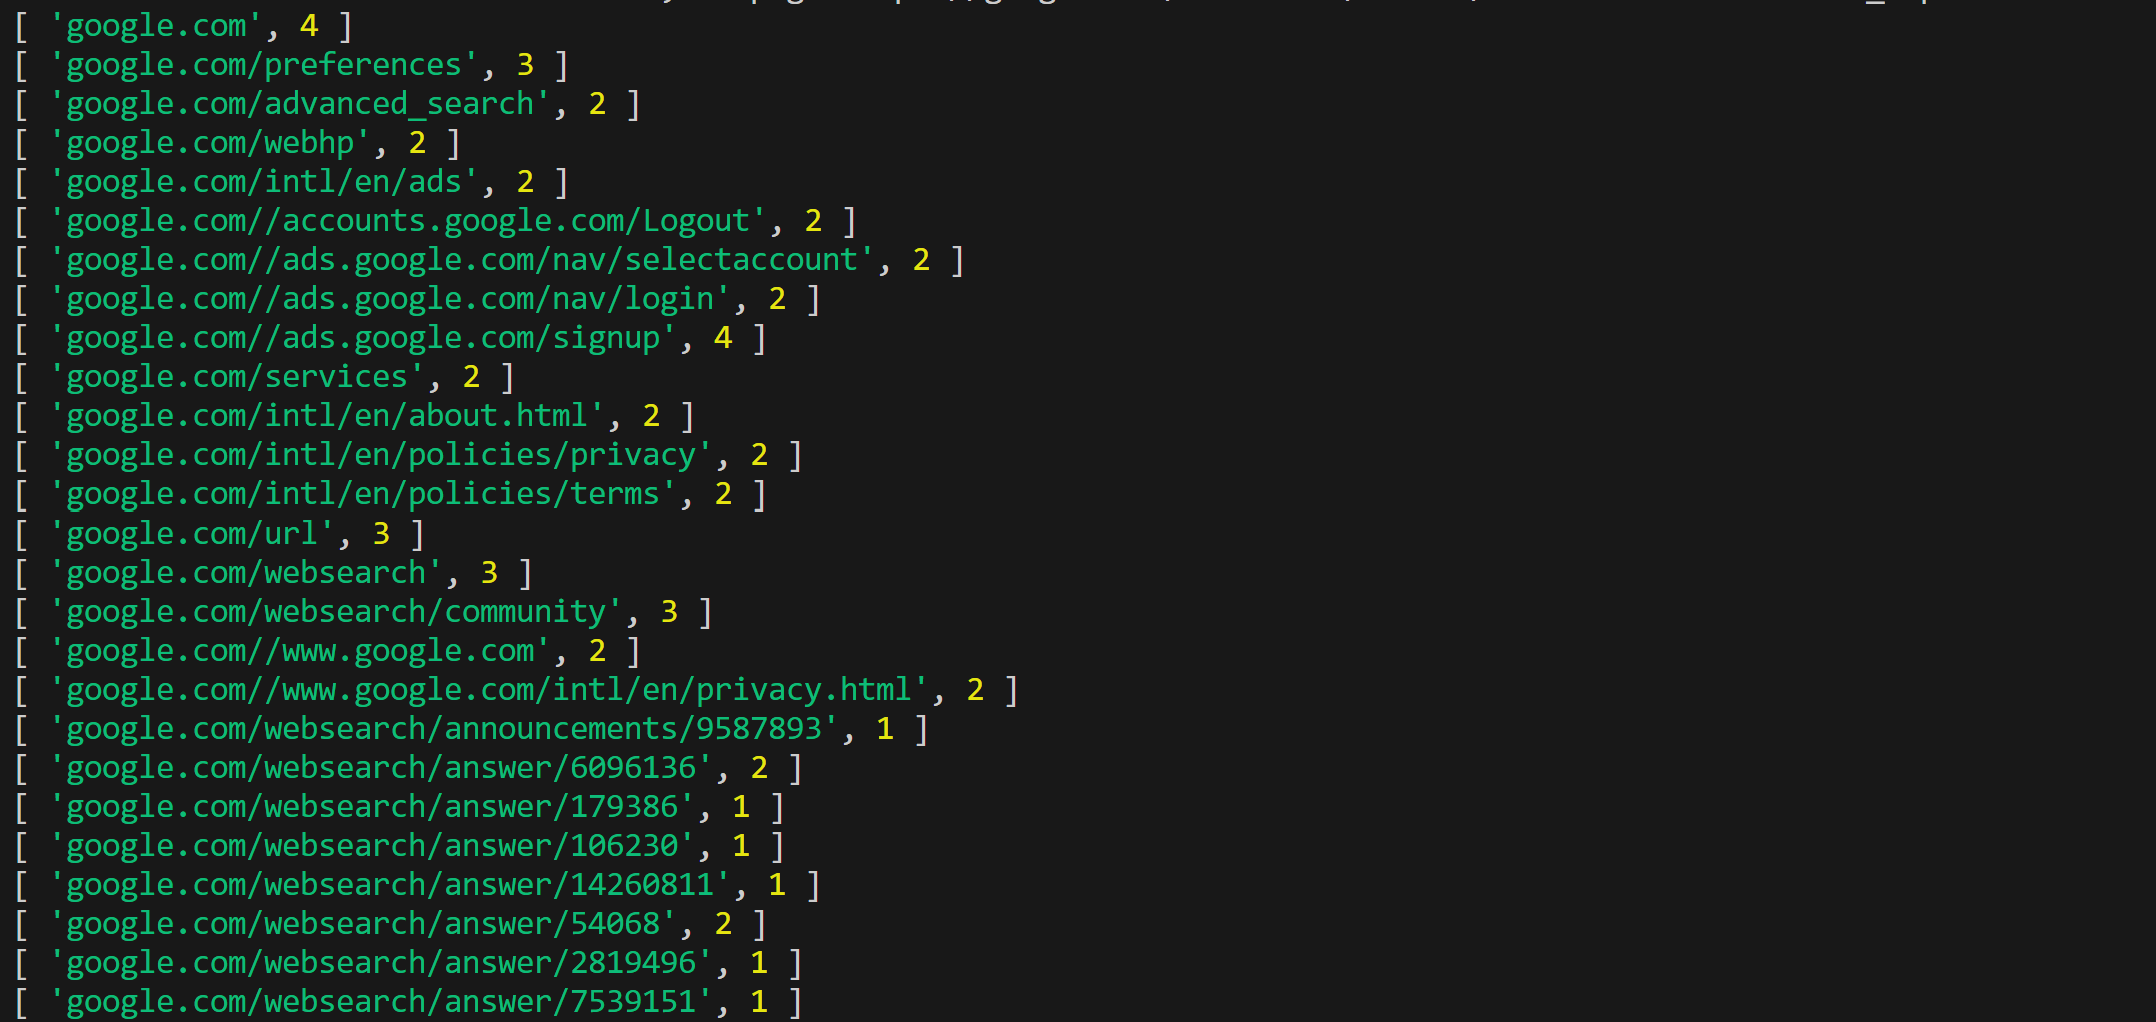 [ 'google.com', 4 ]
[ 'google.com/preferences', 3 ]
[ 'google.com/advanced_search', 2 ]
[ 'google.com/webhp', 2 ]
[ 'google.com/intl/en/ads', 2 ]
[ 'google.com//accounts.google.com/Logout', 2 ]
[ 'google.com//ads.google.com/nav/selectaccount', 2 ]
[ 'google.com//ads.google.com/nav/login', 2 ]
[ 'google.com//ads.google.com/signup', 4 ]
[ 'google.com/services', 2 ]
[ 'google.com/intl/en/about.html', 2 ]
[ 'google.com/intl/en/policies/privacy', 2 ]
[ 'google.com/intl/en/policies/terms', 2 ]
[ 'google.com/url', 3 ]
[ 'google.com/websearch', 3 ]
[ 'google.com/websearch/community', 3 ]
[ 'google.com//www.google.com', 2 ]
[ 'google.com//www.google.com/intl/en/privacy.html', 2 ]
[ 'google.com/websearch/announcements/9587893', 1 ]
[ 'google.com/websearch/answer/6096136', 2 ]
[ 'google.com/websearch/answer/179386', 1 ]
[ 'google.com/websearch/answer/106230', 1 ]
[ 'google.com/websearch/answer/14260811', 1 ]
[ 'google.com/websearch/answer/54068', 2 ]
[ 'google.com/websearch/answer/2819496', 1 ]
[ 'google.com/websearch/answer/7539151', 1 ]